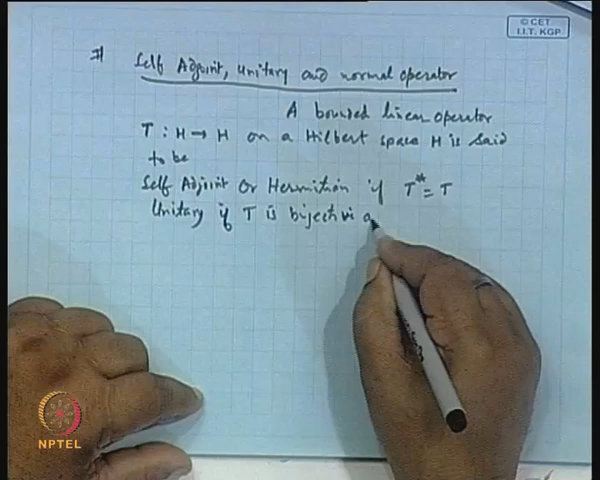 © CET
I.I.T. KGP
# Self Adjoint, Unitary and normal operator
A bounded linear operator
T : H → H on a Hilbert space H is said
to be
Self Adjoint or Hermition if T* = T
Unitary if T is bijective a
NPTEL